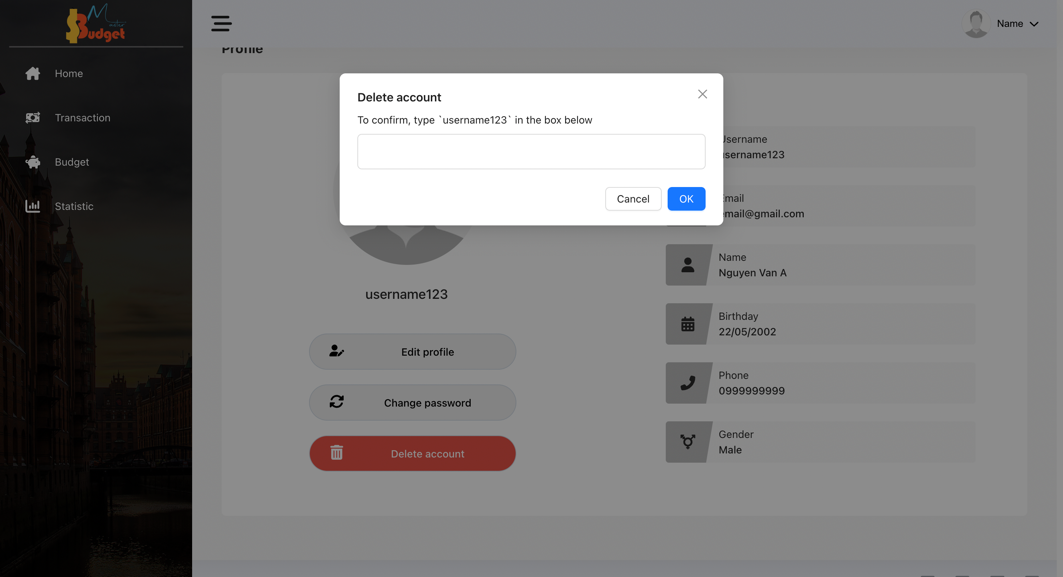 Budget
Home
Transaction
Budget
Statistic
Name
Profile
Delete account
To confirm, type `username123` in the box below
Cancel
OK
username123
Edit profile
Change password
Delete account
Username
username123
Email
email@gmail.com
Name
Nguyen Van A
Birthday
22/05/2002
Phone
0999999999
Gender
Male